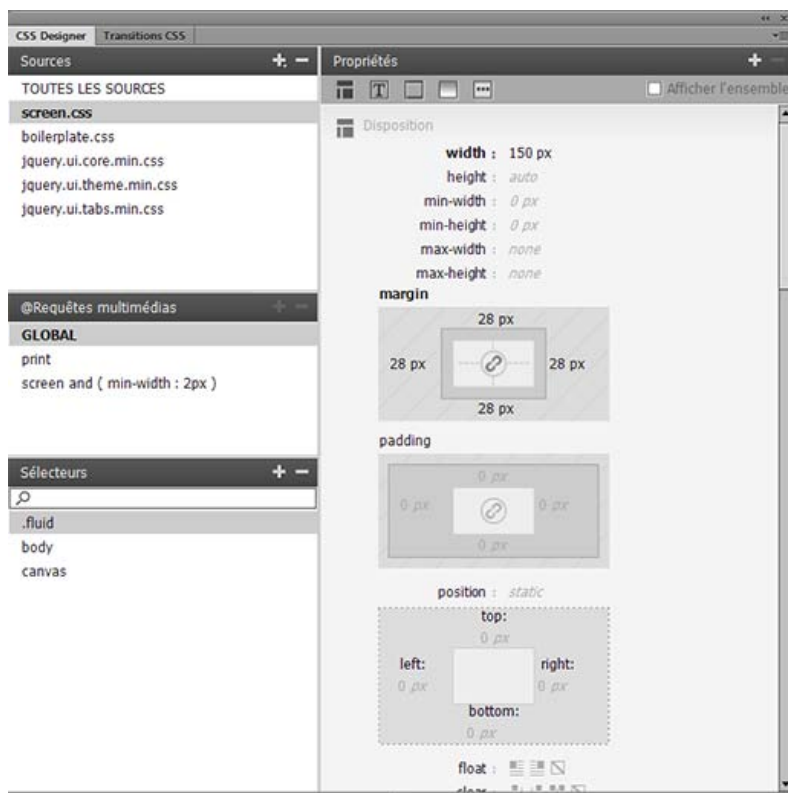 CSS Designer Transitions CSS
Sources
TOUTES LES SOURCES
screen.css
boilerplate.css
jquery.ui.core.min.css
jquery.ui.theme.min.css
jquery.ui.tabs.min.css
@Requêtes multimédias
GLOBAL
print
screen and ( min-width : 2px )
Sélecteurs
.fluid
body
canvas
Propriétés
T Afficher l'ensemble
Disposition
width : 150 px
height : auto
min-width : 0 px
min-height : 0 px
max-width : none
max-height : none
margin
28 px
28 px 28 px
28 px
padding
0 px
0 px 0 px
0 px
position : static
top:
0 px
left: right:
0 px 0 px
bottom:
0 px
float :
clear